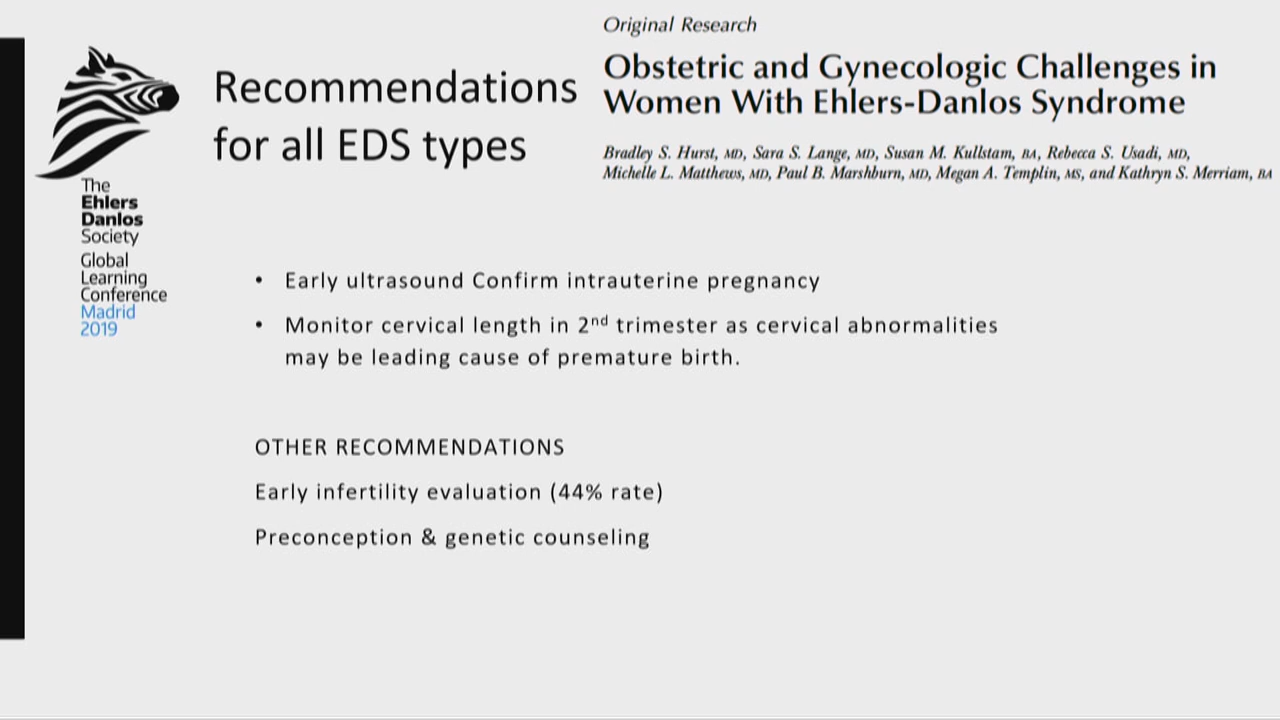 Original Research
Obstetric and Gynecologic Challenges in
Women With Ehlers-Danlos Syndrome
Bradley S. Hurst, MD, Sara S. Lange, MD, Susan M. Kullstam, BA, Rebecca S. Usadi, MD,
Michelle L. Matthews, MD, Paul B. Marshburn, MD, Megan A. Templin, MS, and Kathryn S. Merriam, BA
Recommendations
for all EDS types
The
Ehlers
Danlos
Society
Global
Learning
Conference
Madrid
2019
• Early ultrasound Confirm intrauterine pregnancy
• Monitor cervical length in 2nd trimester as cervical abnormalities
may be leading cause of premature birth.
OTHER RECOMMENDATIONS
Early infertility evaluation (44% rate)
Preconception & genetic counseling